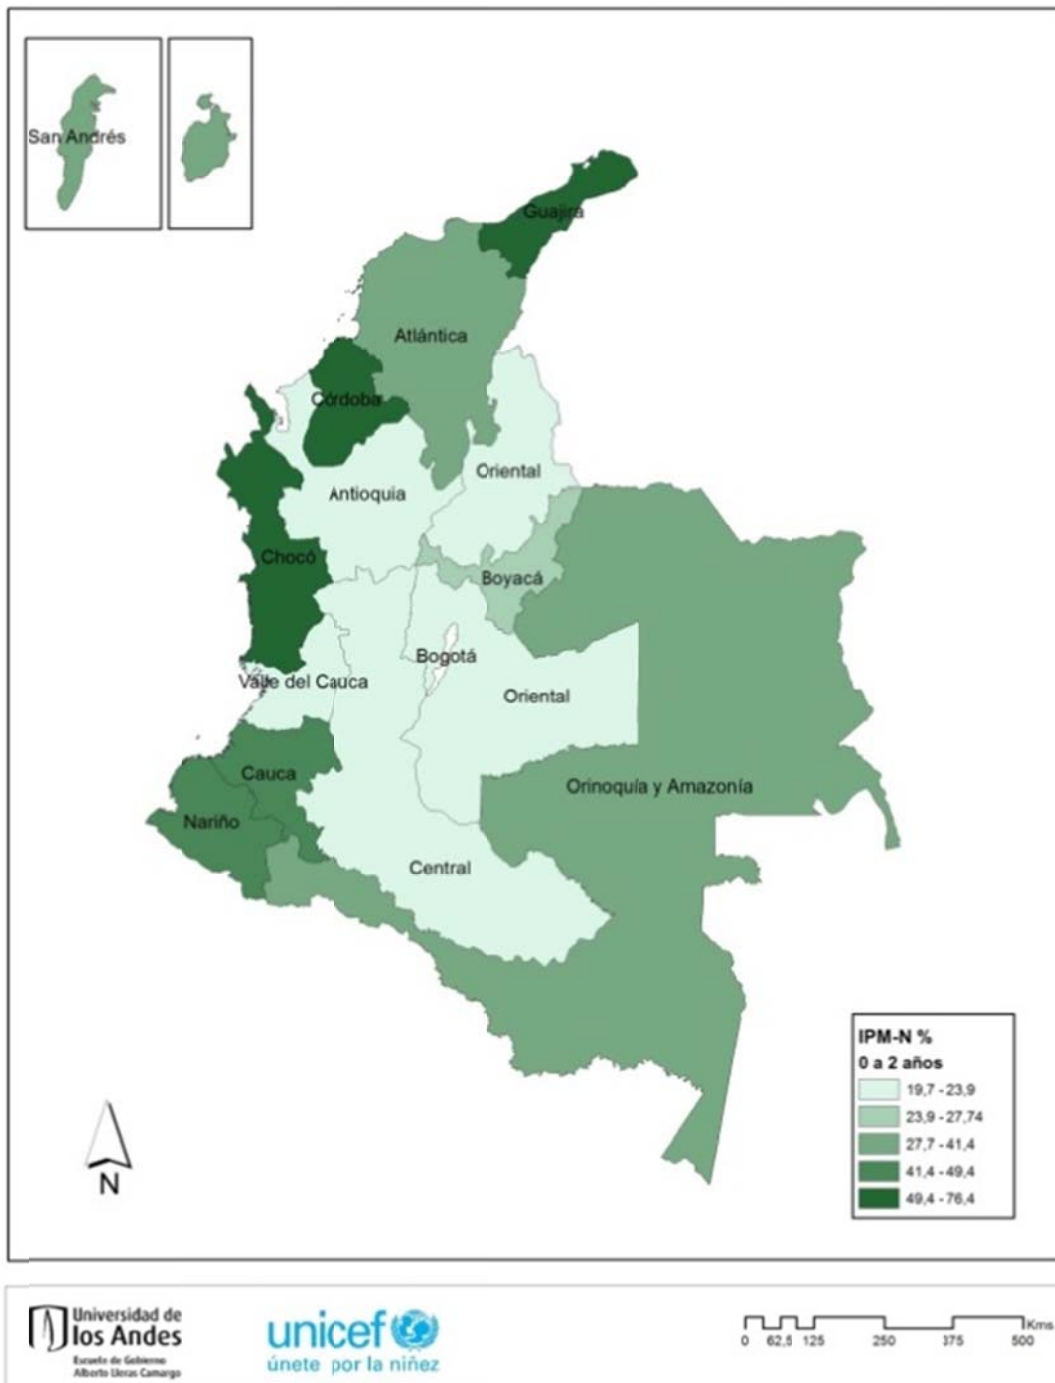 San Andrés
Guajira
Atlántica
Córdoba
Oriental
Antioquia
Chocó
Boyacá
Bogotá
Valle del Cauca
Oriental
Cauca
Orinoquía y Amazonía
Nariño
Central
IPM-N %
0 a 2 años
19,7 - 23,9
23,9 - 27,74
27,7 - 41,4
41,4 - 49,4
49,4 - 76,4
N
Universidad de
los Andes
Escuela de Gobierno
Alberto Lleras Camargo
unicef
únete por la niñez
Kms
0 62,5 125 250 375 500